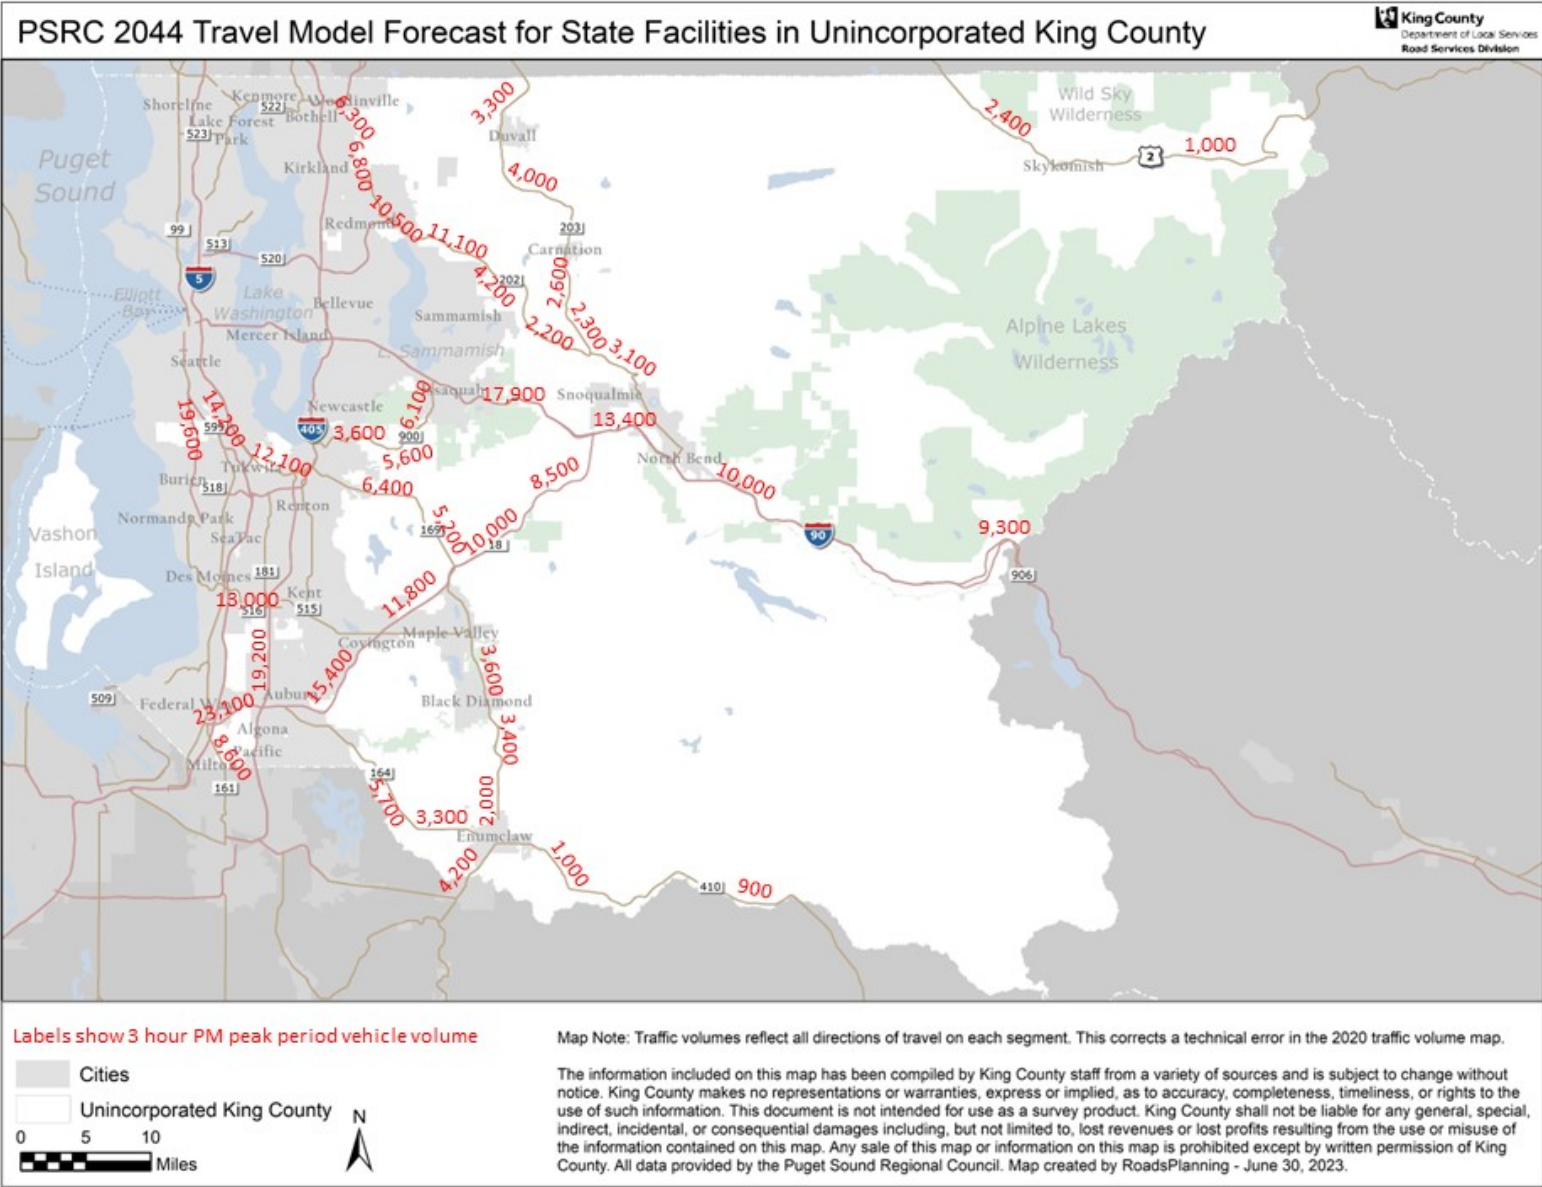 PSRC 2044 Travel Model Forecast for State Facilities in Unincorporated King County
King County
Department of Local Services
Road Services Division
Shoreline
Kenmore
522
Woodinville
Bothell
Lake Forest
Park
523
6,300
3,300
Duvall
2,400
Wild Sky
Wilderness
1,000
2
Skykomish
Puget
Sound
Kirkland
6,800
4,000
99
513
520
Redmond
10,500
11,100
203
Carnation
5
4,200
202
2,600
Elliott
Bay
Lake
Washington
Bellevue
Sammamish
2,300
2,200
3,100
Mercer Island
L. Sammamish
Alpine Lakes
Wilderness
Seattle
Issaquah
17,900
Snoqualmie
Newcastle
6,100
14,200
19,600
599
405
3,600
900
13,400
12,100
5,600
Tukwila
8,500
North Bend
10,000
Burien
518
6,400
Renton
Normandy Park
5,200
169
10,000
18
SeaTac
90
9,300
906
Vashon
Island
Des Moines
181
Kent
13,000
516
515
11,800
Maple Valley
Covington
19,200
3,600
15,400
509
Federal Way
23,100
Auburn
Black Diamond
Algona
Pacific
3,400
8,600
Milton
161
164
5,700
3,300
2,000
Enumclaw
4,200
1,000
410
900
Labels show 3 hour PM peak period vehicle volume
Cities
Unincorporated King County
N
0 5 10
Miles
Map Note: Traffic volumes reflect all directions of travel on each segment. This corrects a technical error in the 2020 traffic volume map.
The information included on this map has been compiled by King County staff from a variety of sources and is subject to change without
notice. King County makes no representations or warranties, express or implied, as to accuracy, completeness, timeliness, or rights to the
use of such information. This document is not intended for use as a survey product. King County shall not be liable for any general, special,
indirect, incidental, or consequential damages including, but not limited to, lost revenues or lost profits resulting from the use or misuse of
the information contained on this map. Any sale of this map or information on this map is prohibited except by written permission of King
County. All data provided by the Puget Sound Regional Council. Map created by RoadsPlanning - June 30, 2023.